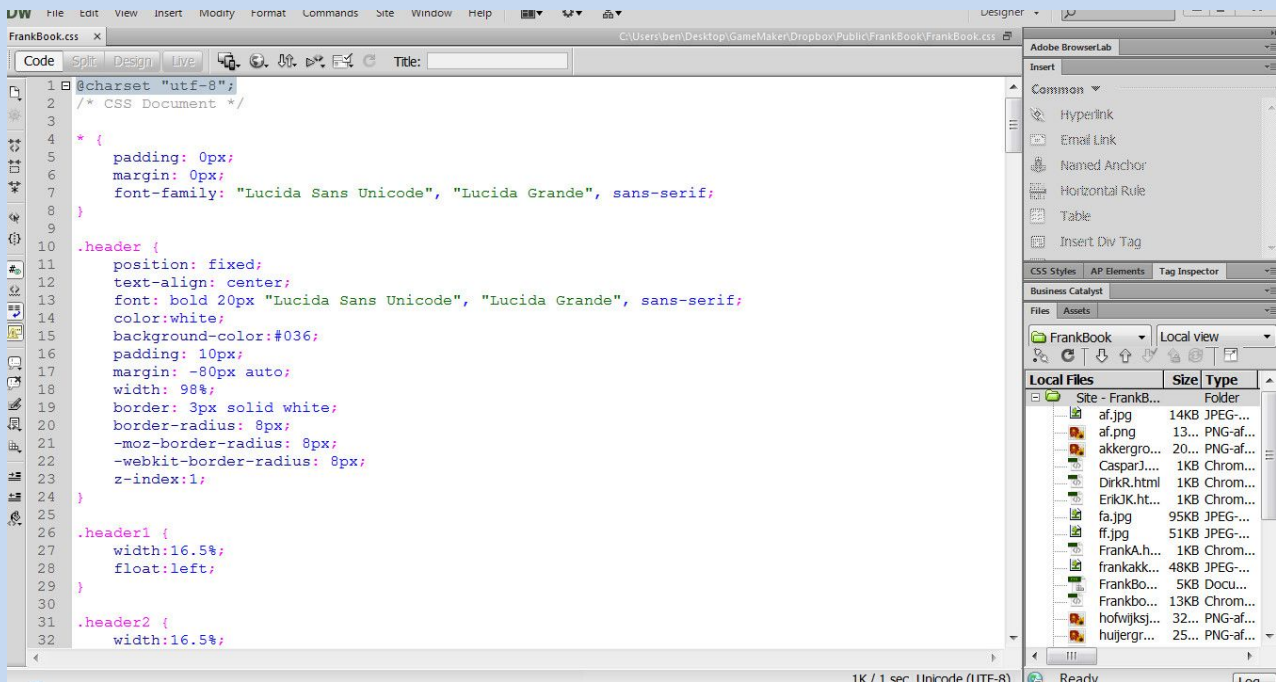 DW File Edit View Insert Modify Format Commands Site Window Help Designer
FrankBook.css × C:\Users\ben\Desktop\GameMaker\Dropbox\Public\FrankBook\FrankBook.css
Code Split Design Live Title:
1 @charset "utf-8";
2 /* CSS Document */
3
4 * {
5 padding: 0px;
6 margin: 0px;
7 font-family: "Lucida Sans Unicode", "Lucida Grande", sans-serif;
8 }
9
10 .header {
11 position: fixed;
12 text-align: center;
13 font: bold 20px "Lucida Sans Unicode", "Lucida Grande", sans-serif;
14 color:white;
15 background-color:#036;
16 padding: 10px;
17 margin: -80px auto;
18 width: 98%;
19 border: 3px solid white;
20 border-radius: 8px;
21 -moz-border-radius: 8px;
22 -webkit-border-radius: 8px;
23 z-index:1;
24 }
25
26 .header1 {
27 width:16.5%;
28 float:left;
29 }
30
31 .header2 {
32 width:16.5%;
1K / 1 sec Unicode (UTF-8)
Adobe BrowserLab
Insert
Common
Hyperlink
Email Link
Named Anchor
Horizontal Rule
Table
Insert Div Tag
CSS Styles AP Elements Tag Inspector
Business Catalyst
Files Assets
FrankBook Local view
Local Files Size Type
Site - FrankB... Folder
af.jpg 14KB JPEG-...
af.png 13... PNG-af...
akkergro... 20... PNG-af...
CasparJ.... 1KB Chrom...
DirkR.html 1KB Chrom...
ErikJK.ht... 1KB Chrom...
fa.jpg 95KB JPEG-...
ff.jpg 51KB JPEG-...
FrankA.h... 1KB Chrom...
frankakk... 48KB JPEG-...
FrankBo... 5KB Docu...
Frankbo... 13KB Chrom...
hofwijksj... 32... PNG-af...
huijergr... 25... PNG-af...
Ready Log...